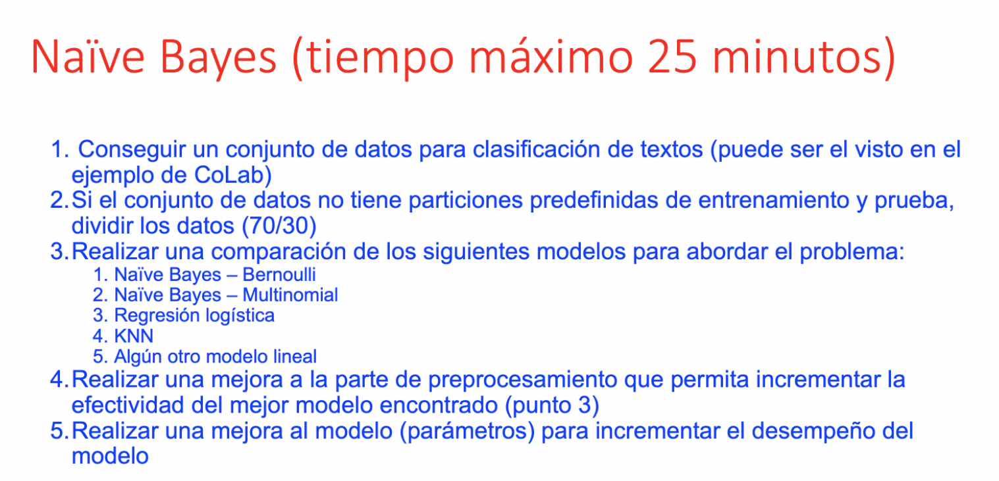 Naïve Bayes (tiempo máximo 25 minutos)
1. Conseguir un conjunto de datos para clasificación de textos (puede ser el visto en el
ejemplo de CoLab)
2.Si el conjunto de datos no tiene particiones predefinidas de entrenamiento y prueba,
dividir los datos (70/30)
3.Realizar una comparación de los siguientes modelos para abordar el problema:
1. Naïve Bayes – Bernoulli
2. Naïve Bayes – Multinomial
3. Regresión logística
4. KNN
5. Algún otro modelo lineal
4.Realizar una mejora a la parte de preprocesamiento que permita incrementar la
efectividad del mejor modelo encontrado (punto 3)
5.Realizar una mejora al modelo (parámetros) para incrementar el desempeño del
modelo